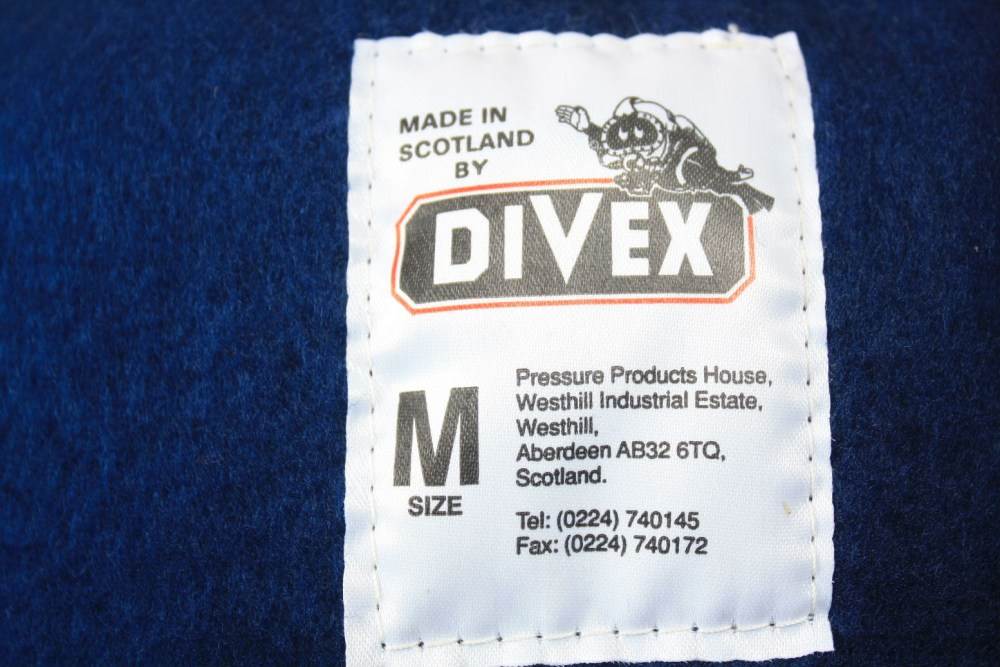 MADE IN
SCOTLAND
BY
DIVEX
M
SIZE
Pressure Products House,
Westhill Industrial Estate,
Westhill,
Aberdeen AB32 6TQ,
Scotland.
Tel: (0224) 740145
Fax: (0224) 740172